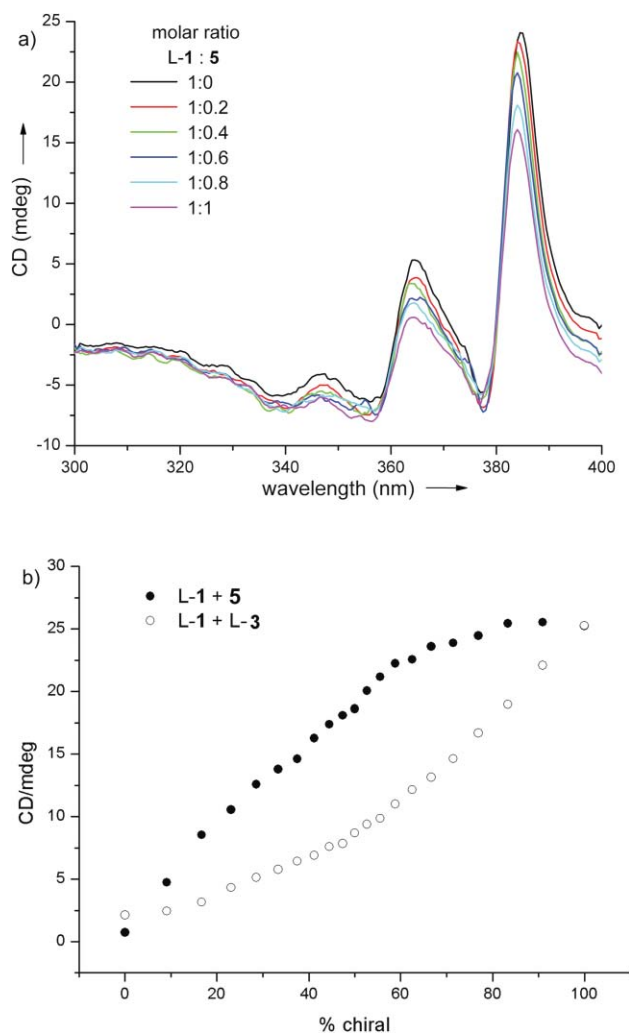 a)
molar ratio
L-1 : 5
1:0
1:0.2
1:0.4
1:0.6
1:0.8
1:1
CD (mdeg)
25
20
15
10
5
0
-5
-10
300 320 340 360 380 400
wavelength (nm)
b)
L-1 + 5
L-1 + L-3
CD/mdeg
30
25
20
15
10
5
0
0 20 40 60 80 100
% chiral